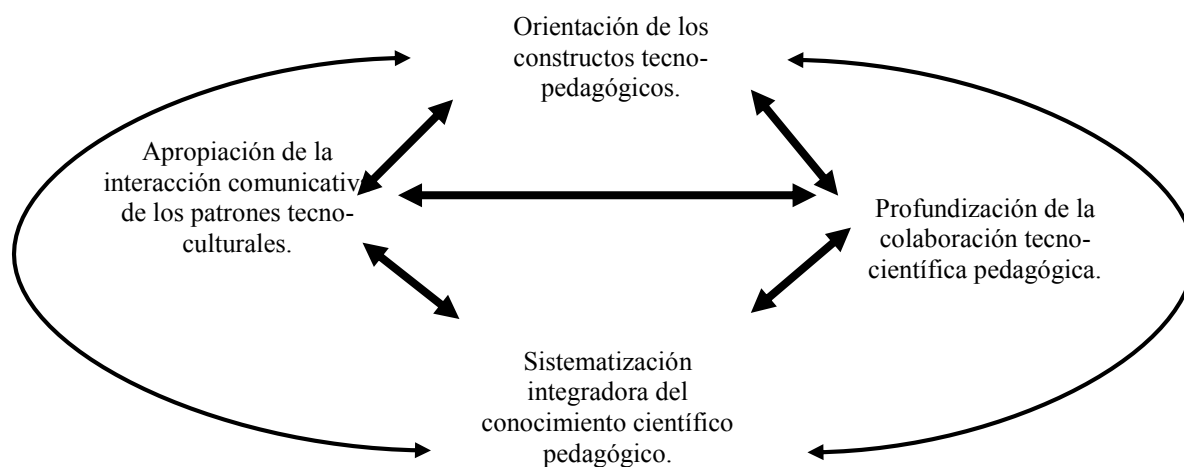 Orientación de los
constructos tecno-
pedagógicos.
Apropiación de la
interacción comunicativ
de los patrones tecno-
culturales.
Profundización de la
colaboración tecno-
científica pedagógica.
Sistematización
integradora del
conocimiento científico
pedagógico.